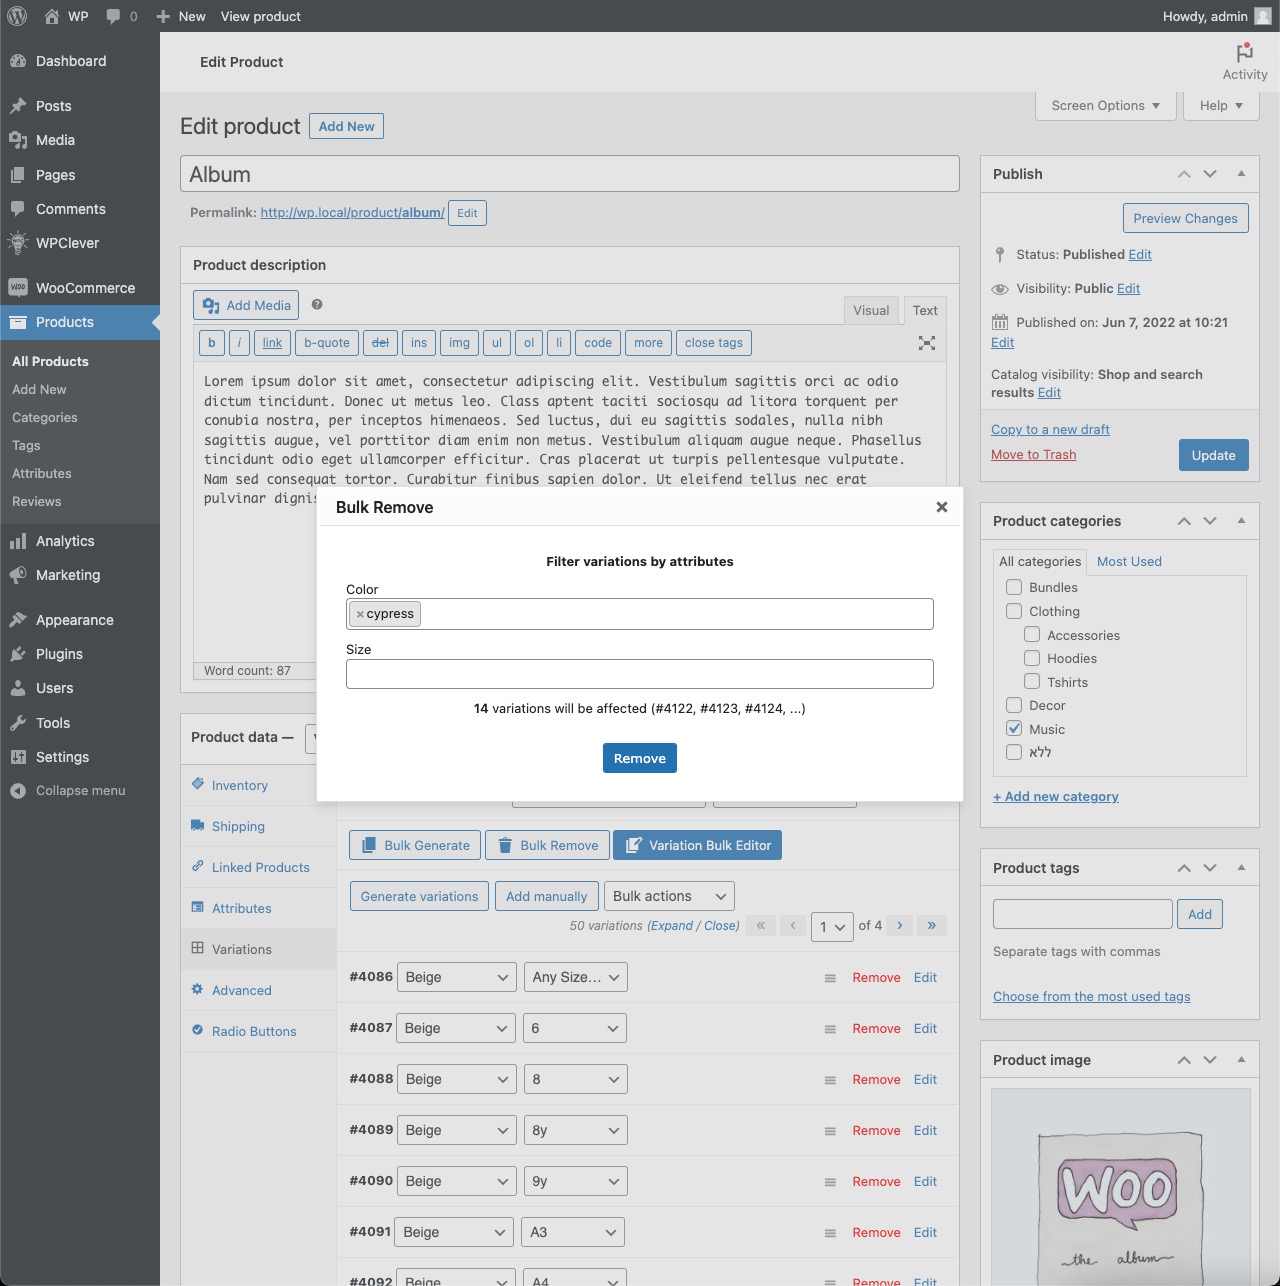 WP 0 New View product Howdy, admin
Dashboard
Posts
Media
Pages
Comments
WPClever
WooCommerce
Products
All Products
Add New
Categories
Tags
Attributes
Reviews
Analytics
Marketing
Appearance
Plugins
Users
Tools
Settings
Collapse menu
Edit Product
Activity
Screen Options Help
Edit product Add New
Album
Permalink: http://wp.local/product/album/ Edit
Product description
Add Media
Visual Text
b i link b-quote del ins img ul ol li code more close tags
Lorem ipsum dolor sit amet, consectetur adipiscing elit. Vestibulum sagittis orci ac odio
dictum tincidunt. Donec ut metus leo. Class aptent taciti sociosqu ad litora torquent per
conubia nostra, per inceptos himenaeos. Sed luctus, dui eu sagittis sodales, nulla nibh
sagittis augue, vel porttitor diam enim non metus. Vestibulum aliquam augue neque. Phasellus
tincidunt odio eget ullamcorper efficitur. Cras placerat ut turpis pellentesque vulputate.
Nam sed consequat tortor. Curabitur finibus sapien dolor. Ut eleifend tellus nec erat
pulvinar
Word count: 87
Bulk Remove
Filter variations by attributes
Color
×cypress
Size
14 variations will be affected (#4122, #4123, #4124, ...)
Remove
Product data —
Inventory
Shipping
Linked Products
Attributes
Variations
Advanced
Radio Buttons
Bulk Generate Bulk Remove Variation Bulk Editor
Generate variations Add manually Bulk actions
50 variations (Expand / Close) « ‹ 1 of 4 › »
#4086 Beige Any Size... Remove Edit
#4087 Beige 6 Remove Edit
#4088 Beige 8 Remove Edit
#4089 Beige 8y Remove Edit
#4090 Beige 9y Remove Edit
#4091 Beige A3 Remove Edit
#4092 Beige A4 Remove Edit
Publish
Preview Changes
Status: Published Edit
Visibility: Public Edit
Published on: Jun 7, 2022 at 10:21
Edit
Catalog visibility: Shop and search
results Edit
Copy to a new draft
Move to Trash
Update
Product categories
All categories Most Used
Bundles
Clothing
Accessories
Hoodies
Tshirts
Decor
Music
ללא
+ Add new category
Product tags
Add
Separate tags with commas
Choose from the most used tags
Product image
WOO
the album